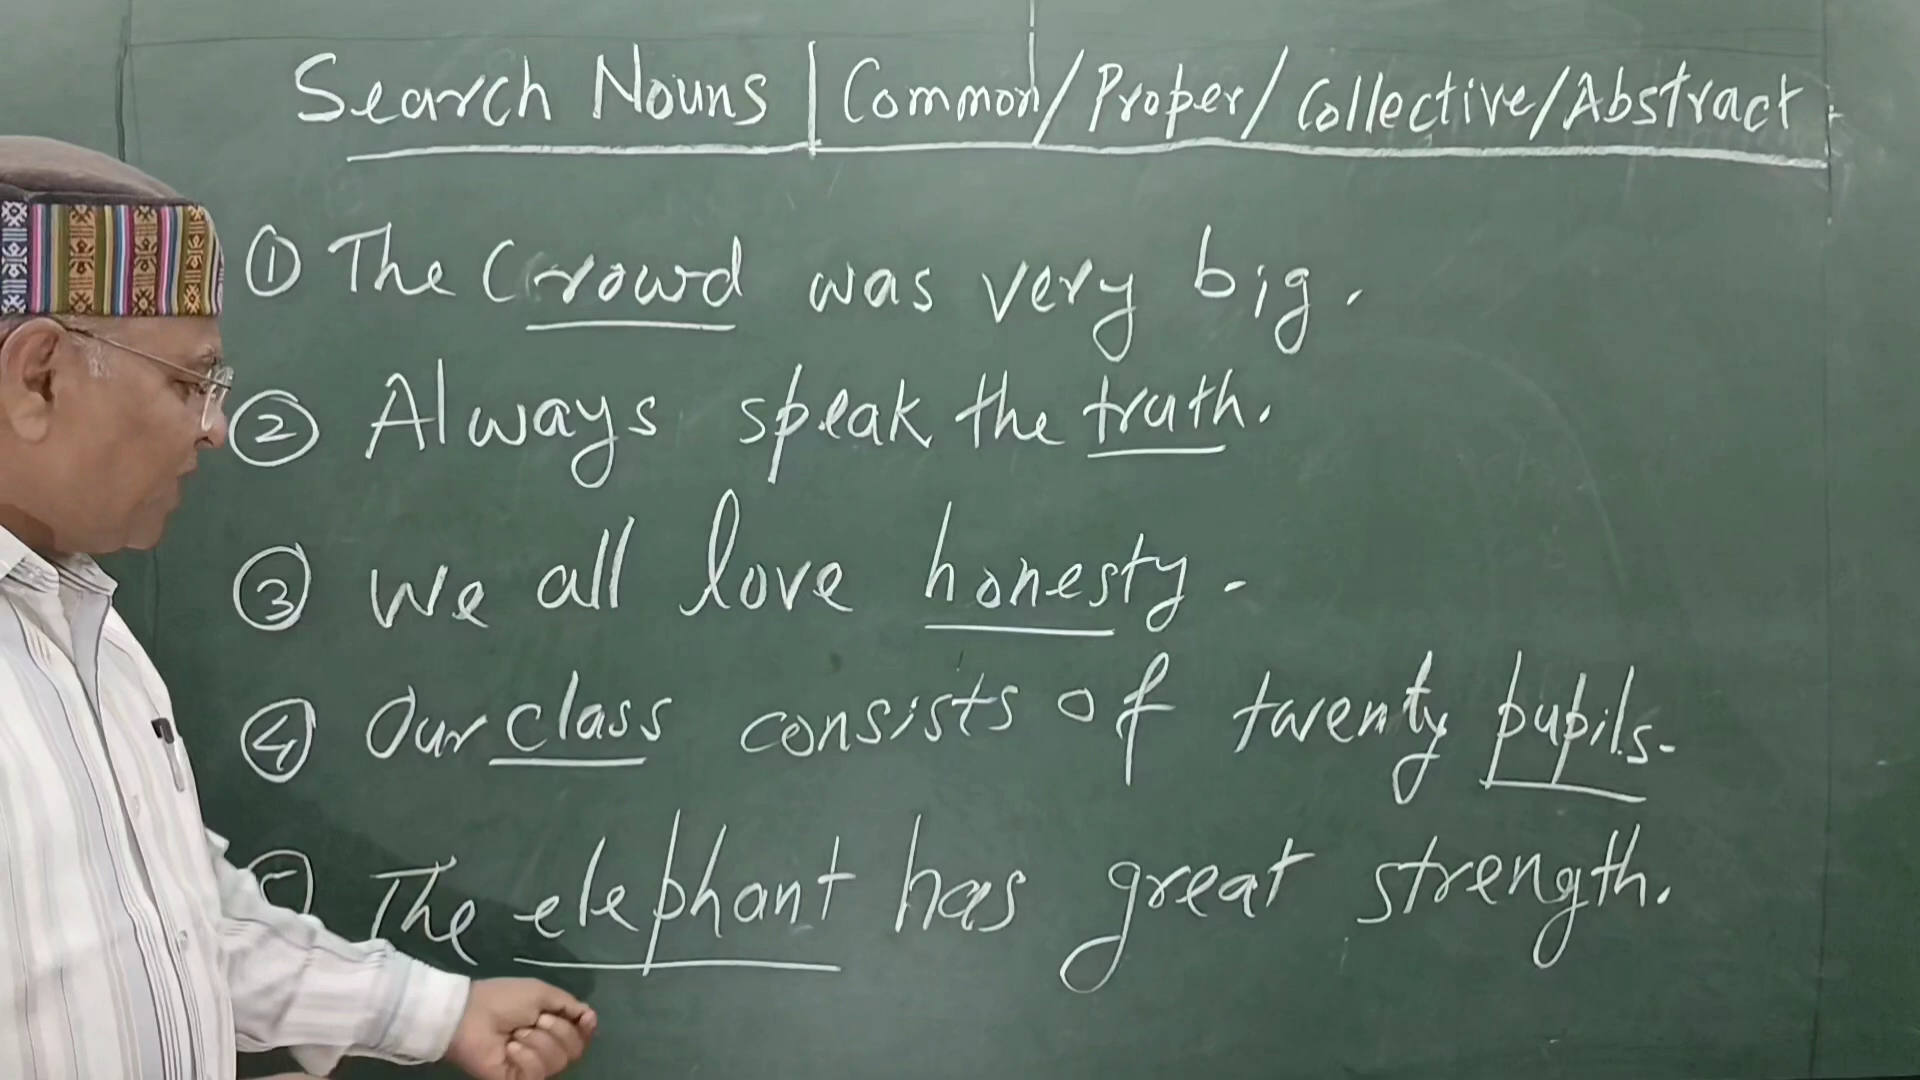 Search Nouns | Common/Proper/Collective/Abstract.
① The Crowd was very big.
② Always speak the truth.
③ We all love honesty.
④ Our class consists of twenty pupils.
⑤ The elephant has great strength.